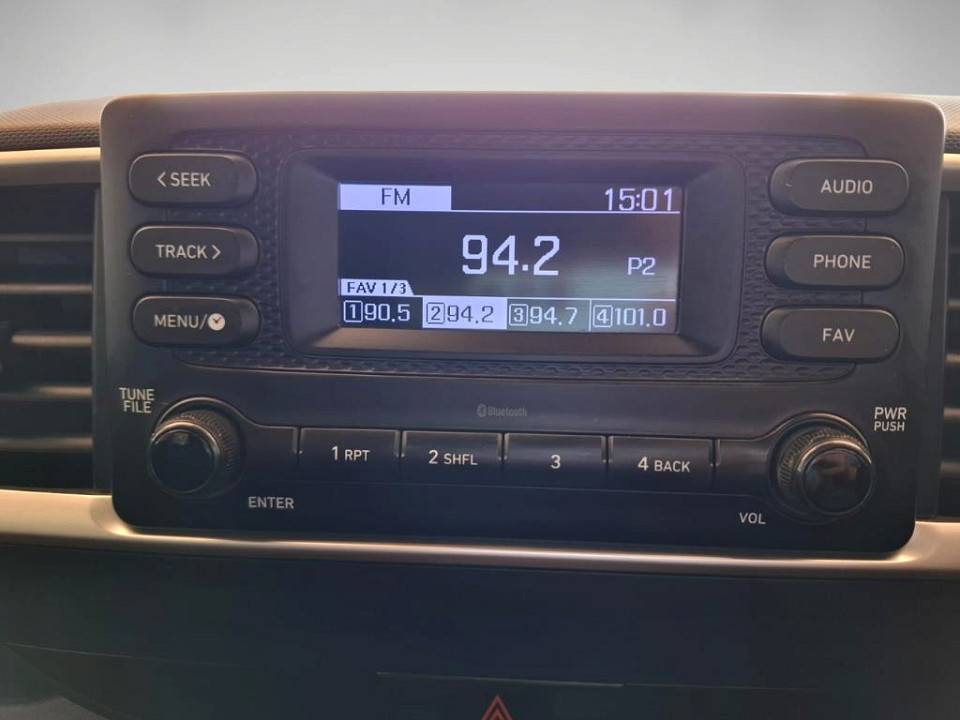 < SEEK
TRACK >
MENU/
FM 15:01
94.2 P2
FAV 1/3
1 90.5 2 94.2 3 94.7 4 101.0
AUDIO
PHONE
FAV
TUNE
FILE
Bluetooth
PWR
PUSH
1 RPT 2 SHFL 3 4 BACK
ENTER
VOL